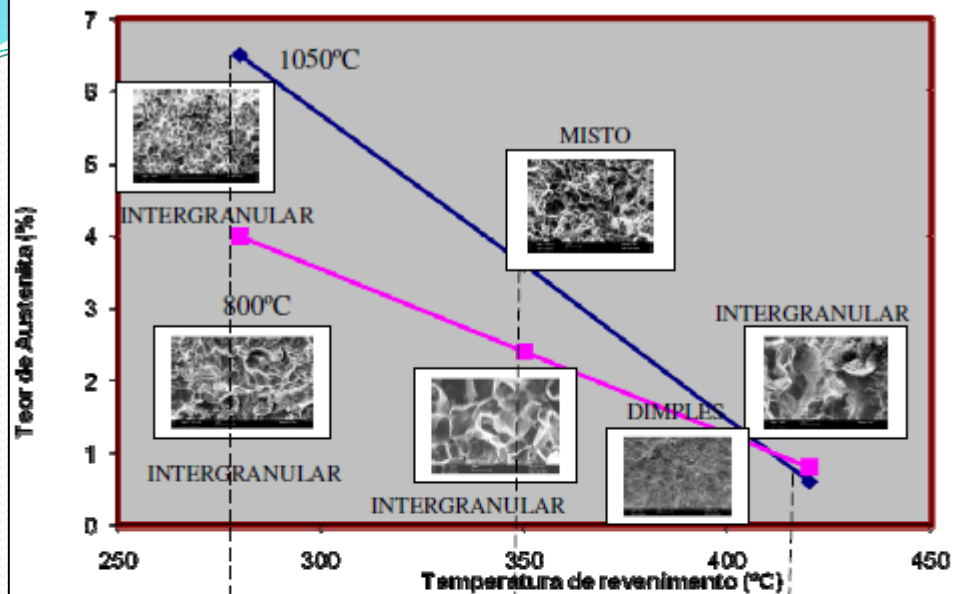 7
1050ºC
6
MISTO
5
INTERGRANULAR
4
Teor de Austenita (%)
3
800ºC
INTERGRANULAR
2
DIMPLES
1
INTERGRANULAR
INTERGRANULAR
0
250
300
350
400
450
Temperatura de revenimento (ºC)